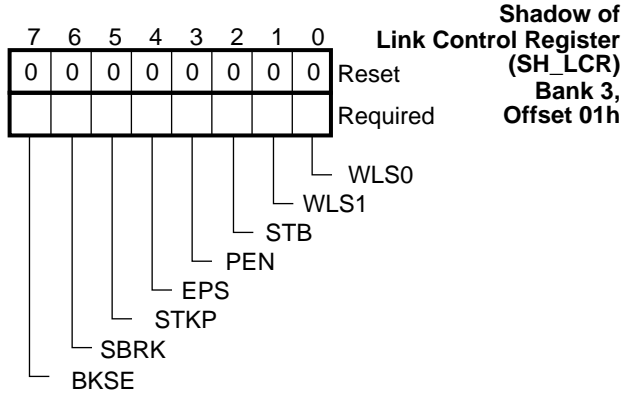 Shadow of
Link Control Register
(SH_LCR)
Bank 3,
Offset 01h
7 6 5 4 3 2 1 0
0 0 0 0 0 0 0 0 Reset
Required
WLS0
WLS1
STB
PEN
EPS
STKP
SBRK
BKSE